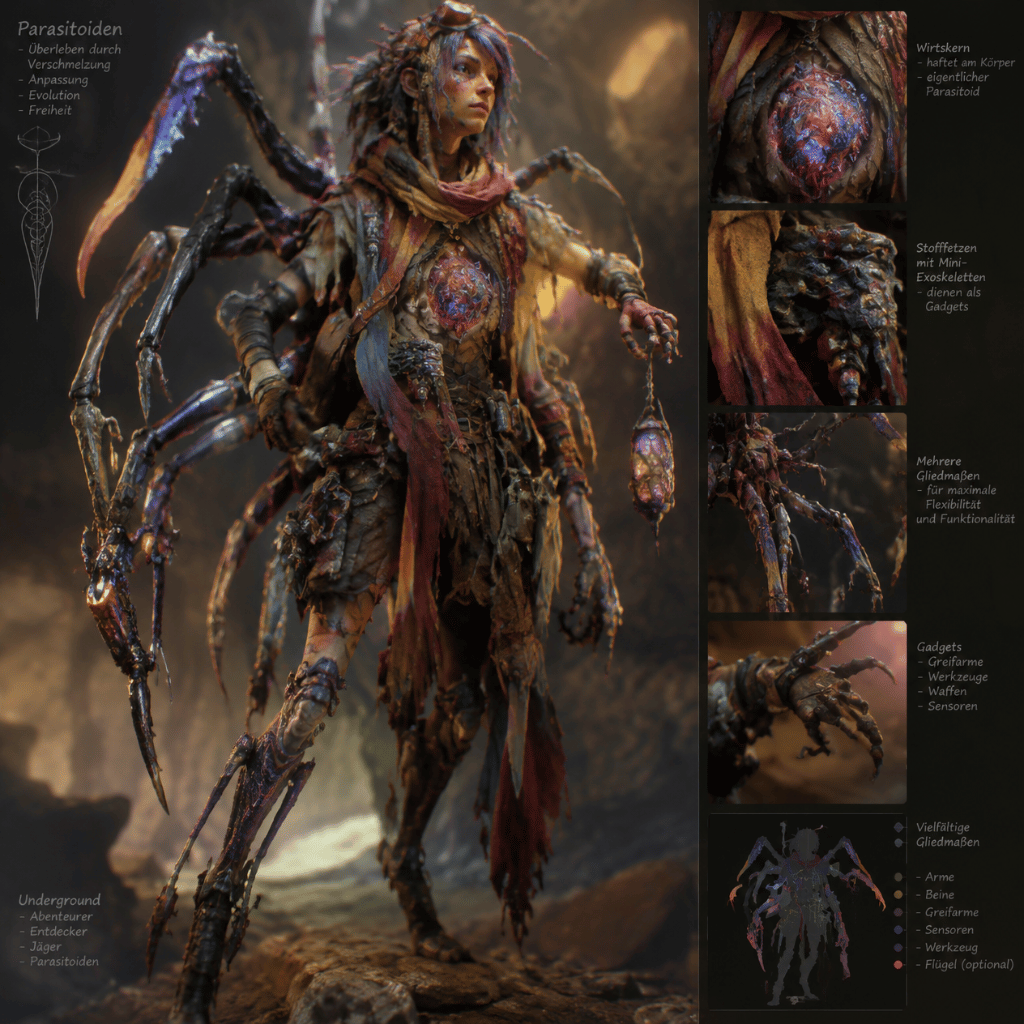 Parasitoiden
- Überleben durch
Verschmelzung
- Anpassung
- Evolution
- Freiheit
Underground
- Abenteurer
- Entdecker
- Jäger
- Parasitoiden
Wirtskern
- haftet am Körper
- eigentlicher
Parasitoid
Stofffetzen
mit Mini-
Exoskeletten
- dienen als
Gadgets
Mehrere
Gliedmaßen
- für maximale
Flexibilität
und Funktionalität
Gadgets
- Greifarme
- Werkzeuge
- Waffen
- Sensoren
Vielfältige
Gliedmaßen
- Arme
- Beine
- Greifarme
- Sensoren
- Werkzeug
- Flügel (optional)